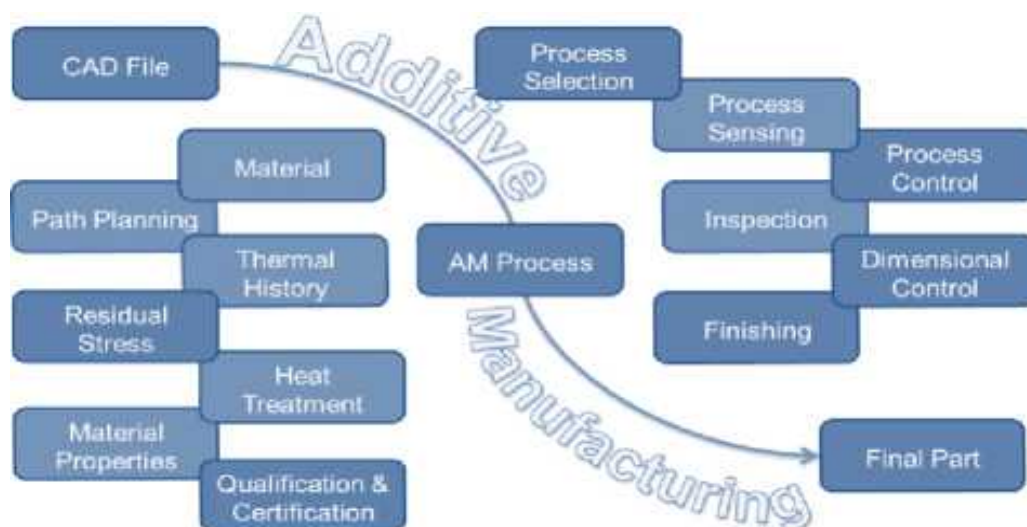 CAD File
Additive
Manufacturing
Process
Selection
Process
Sensing
Process
Control
Inspection
Dimensional
Control
Finishing
Material
Path Planning
Thermal
History
Residual
Stress
Heat
Treatment
Material
Properties
Qualification &
Certification
AM Process
Final Part